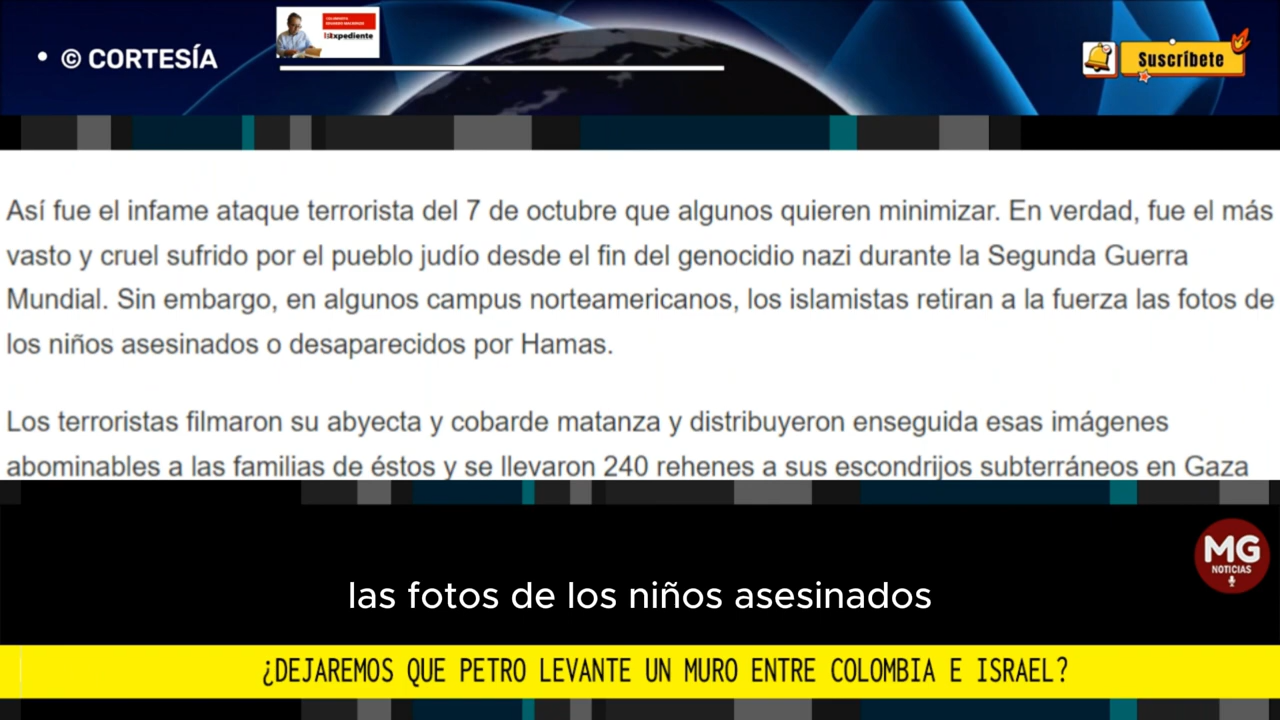 • © CORTESÍA
COLUMNISTA
EDUARDO MACKENZIE
IsExpediente
Suscríbete
Así fue el infame ataque terrorista del 7 de octubre que algunos quieren minimizar. En verdad, fue el más
vasto y cruel sufrido por el pueblo judío desde el fin del genocidio nazi durante la Segunda Guerra
Mundial. Sin embargo, en algunos campus norteamericanos, los islamistas retiran a la fuerza las fotos de
los niños asesinados o desaparecidos por Hamas.
Los terroristas filmaron su abyecta y cobarde matanza y distribuyeron enseguida esas imágenes
abominables a las familias de éstos y se llevaron 240 rehenes a sus escondrijos subterráneos en Gaza
MG
NOTICIAS
las fotos de los niños asesinados
¿DEJAREMOS QUE PETRO LEVANTE UN MURO ENTRE COLOMBIA E ISRAEL?